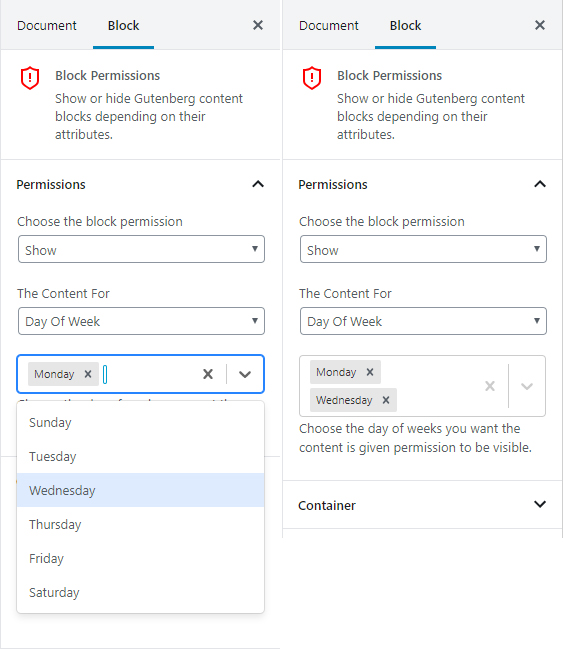 Document
Block
Block Permissions
Show or hide Gutenberg content
blocks depending on their
attributes.
Permissions
Choose the block permission
Show
The Content For
Day Of Week
Monday
Sunday
Tuesday
Wednesday
Thursday
Friday
Saturday
Document
Block
Block Permissions
Show or hide Gutenberg content
blocks depending on their
attributes.
Permissions
Choose the block permission
Show
The Content For
Day Of Week
Monday
Wednesday
Choose the day of weeks you want the
content is given permission to be visible.
Container